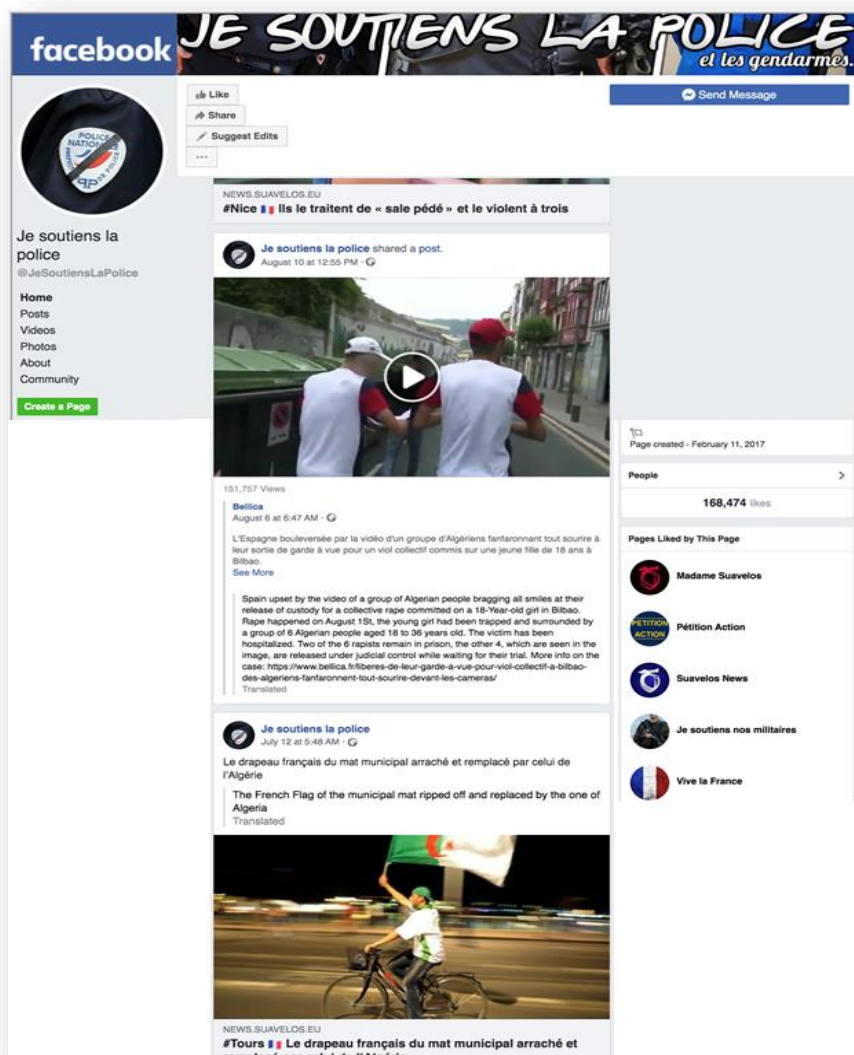 facebook
JE SOUTIENS LA POLICE
et les gendarmes.
Like
Share
Suggest Edits
...
Send Message
POLICE
NATIONALE
Je soutiens la
police
@JeSoutiensLaPolice
Home
Posts
Videos
Photos
About
Community
Create a Page
NEWS.SUAVELOS.EU
#Nice 🇫🇷 Ils le traitent de « sale pédé » et le violent à trois
Je soutiens la police shared a post.
August 10 at 12:55 PM ·
151,757 Views
Bellica
August 6 at 6:47 AM ·
L'Espagne bouleversée par la vidéo d'un groupe d'Algériens fanfaronnant tout sourire à
leur sortie de garde à vue pour un viol collectif commis sur une jeune fille de 18 ans à
Bilbao.
See More
Spain upset by the video of a group of Algerian people bragging all smiles at their
release of custody for a collective rape committed on a 18-Year-old girl in Bilbao.
Rape happened on August 1St, the young girl had been trapped and surrounded by
a group of 6 Algerian people aged 18 to 36 years old. The victim has been
hospitalized. Two of the 6 rapists remain in prison, the other 4, which are seen in the
image, are released under judicial control while waiting for their trial. More info on the
case: https://www.bellica.fr/liberes-de-leur-garde-a-vue-pour-viol-collectif-a-bilbao-
des-algeriens-fanfaronnent-tout-sourire-devant-les-cameras/
Translated
Je soutiens la police
July 12 at 5:48 AM ·
Le drapeau français du mat municipal arraché et remplacé par celui de
l'Algérie
The French Flag of the municipal mat ripped off and replaced by the one of
Algeria
Translated
NEWS.SUAVELOS.EU
#Tours 🇫🇷 Le drapeau français du mat municipal arraché et
remplacé par celui de l'Algérie
Page created - February 11, 2017
People
168,474 likes
Pages Liked by This Page
Madame Suavelos
PETITION
ACTION
Pétition Action
Suavelos News
Je soutiens nos militaires
Vive la France